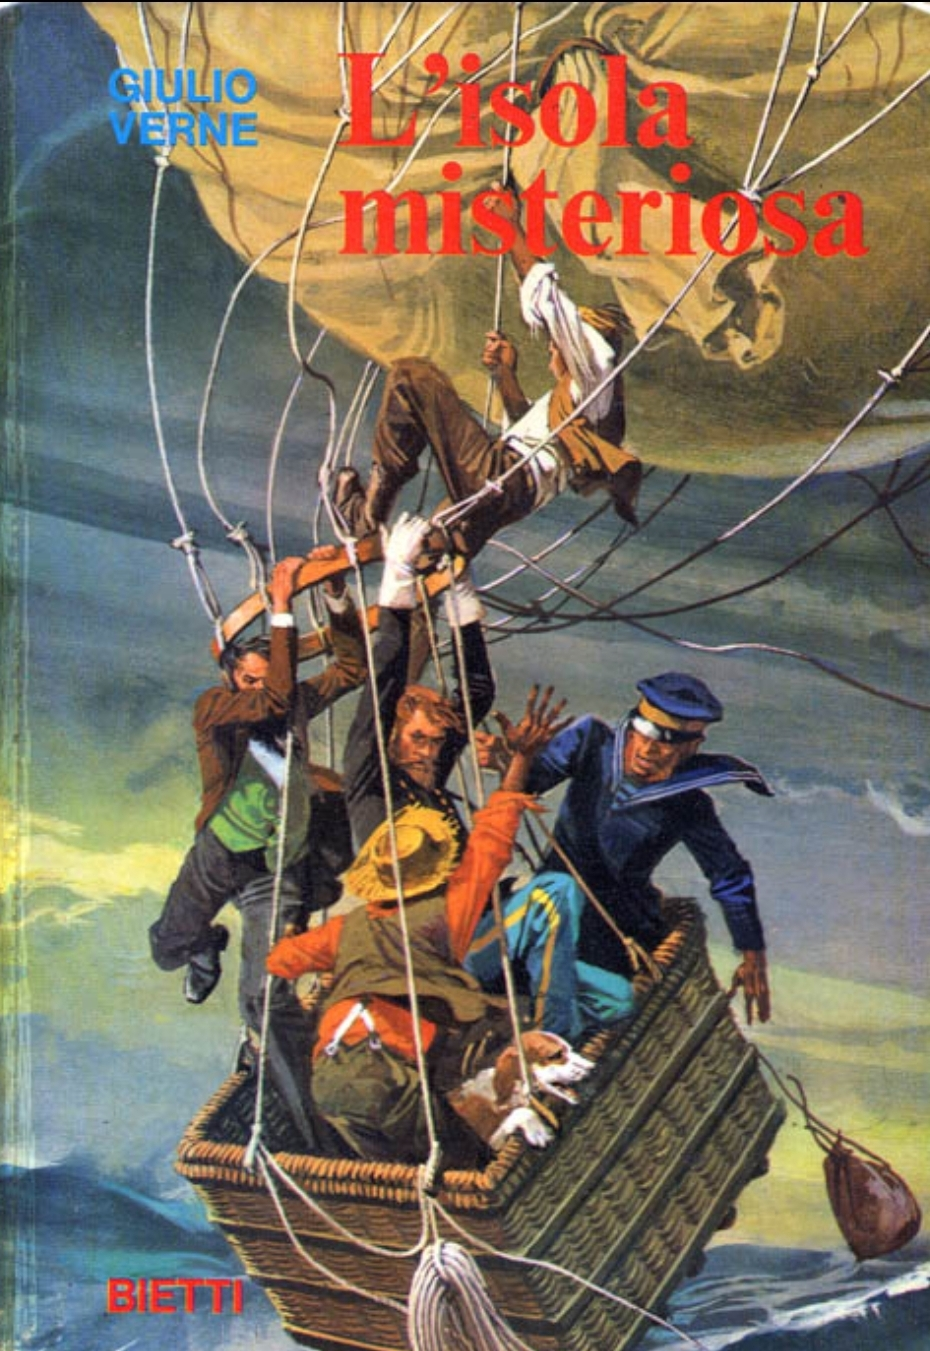 GIULIO
VERNE
L'isola
misteriosa
BIETTI